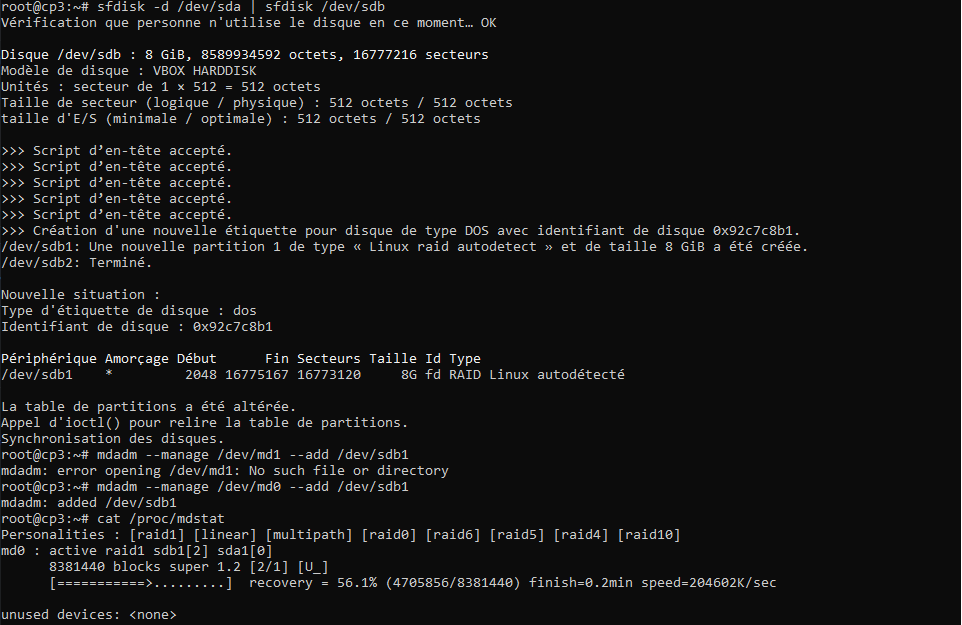 root@cp3:~# sfdisk -d /dev/sda | sfdisk /dev/sdb
Vérification que personne n'utilise le disque en ce moment… OK
Disque /dev/sdb : 8 GiB, 8589934592 octets, 16777216 secteurs
Modèle de disque : VBOX HARDDISK
Unités : secteur de 1 × 512 = 512 octets
Taille de secteur (logique / physique) : 512 octets / 512 octets
taille d'E/S (minimale / optimale) : 512 octets / 512 octets
>>> Script d’en-tête accepté.
>>> Script d’en-tête accepté.
>>> Script d’en-tête accepté.
>>> Script d’en-tête accepté.
>>> Script d’en-tête accepté.
>>> Création d'une nouvelle étiquette pour disque de type DOS avec identifiant de disque 0x92c7c8b1.
/dev/sdb1: Une nouvelle partition 1 de type « Linux raid autodetect » et de taille 8 GiB a été créée.
/dev/sdb2: Terminé.
Nouvelle situation :
Type d'étiquette de disque : dos
Identifiant de disque : 0x92c7c8b1
Périphérique Amorçage Début      Fin Secteurs Taille Id Type
/dev/sdb1    *         2048 16775167 16773120     8G fd RAID Linux autodétecté
La table de partitions a été altérée.
Appel d'ioctl() pour relire la table de partitions.
Synchronisation des disques.
root@cp3:~# mdadm --manage /dev/md1 --add /dev/sdb1
mdadm: error opening /dev/md1: No such file or directory
root@cp3:~# mdadm --manage /dev/md0 --add /dev/sdb1
mdadm: added /dev/sdb1
root@cp3:~# cat /proc/mdstat
Personalities : [raid1] [linear] [multipath] [raid0] [raid6] [raid5] [raid4] [raid10]
md0 : active raid1 sdb1[2] sda1[0]
      8381440 blocks super 1.2 [2/1] [U_]
      [===========>.........]  recovery = 56.1% (4705856/8381440) finish=0.2min speed=204602K/sec
unused devices: <none>